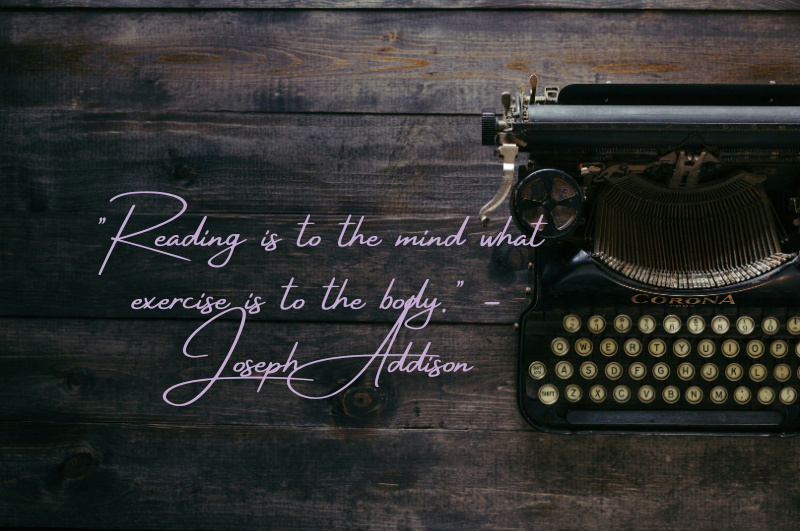 "Reading is to the mind what
exercise is to the body." -
Joseph Addison
CORONA
Q W E R T Y U I O P
A S D F G H J K L
SHIFT Z X C V B N M